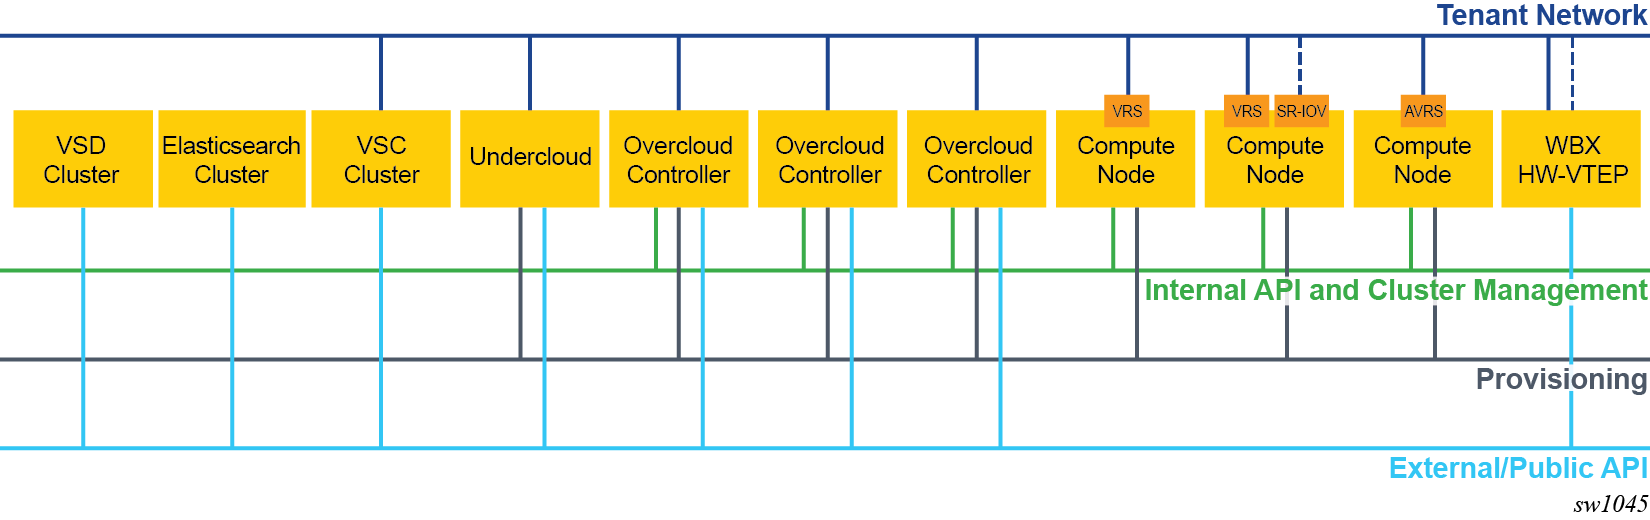 Tenant Network
VRS
VRS
SR-IOV
AVRS
VSD
Cluster
Elasticsearch
Cluster
VSC
Cluster
Undercloud
Overcloud
Controller
Overcloud
Controller
Overcloud
Controller
Compute
Node
Compute
Node
Compute
Node
WBX
HW-VTEP
Internal API and Cluster Management
Provisioning
External/Public API
sw1045